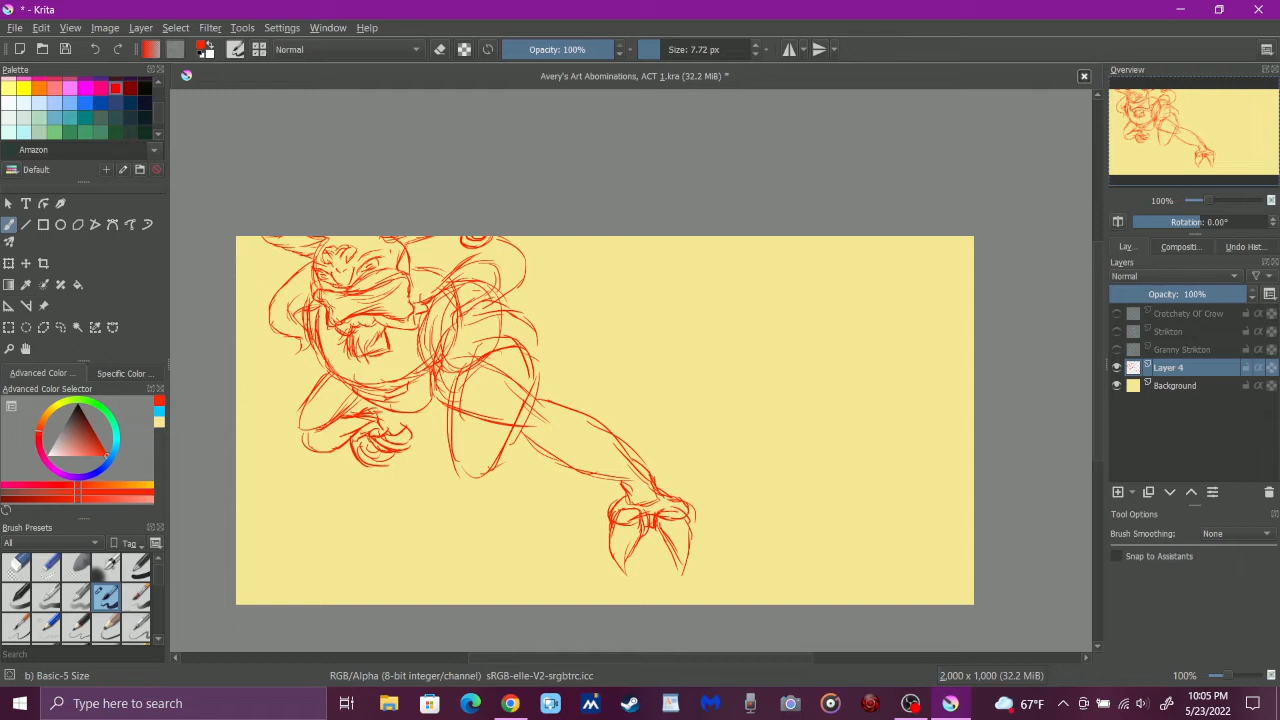 * - Krita
File Edit View Image Layer Select Filter Tools Settings Window Help
Normal Opacity: 100% Size: 7.72 px
Palette
Avery's Art Abominations, ACT 1.kra (32.2 MiB) *
Overview
Amazon
Default
100%
Rotation: 0.00°
Lay... Compositi... Undo Hist...
Layers
Normal
Opacity: 100%
Crotchety Ol' Crow
Strikton
Granny Strikton
Layer 4
Background
Advanced Color ... Specific Color ...
Advanced Color Selector
Tool Options
Brush Smoothing: None
Snap to Assistants
Brush Presets
All Tag
Search
b) Basic-5 Size RGB/Alpha (8-bit integer/channel) sRGB-elle-V2-srgbtrc.icc 2,000 x 1,000 (32.2 MiB) 100%
Type here to search 67°F 10:05 PM
5/23/2022